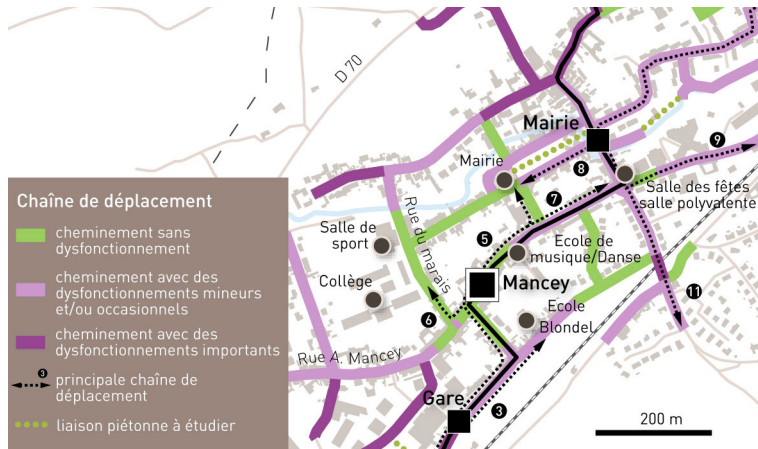 D 70
Mairie
Mairie
9
8
Salle des fêtes
salle polyvalente
7
Chaîne de déplacement
cheminement sans
dysfonctionnement
cheminement avec des
dysfonctionnements mineurs
et/ou occasionnels
cheminement avec des
dysfonctionnements importants
3
principale chaîne de
déplacement
liaison piétonne à étudier
Rue du marais
Salle de
sport
5
Ecole de
musique/Danse
Collège
Mancey
11
6
Ecole
Blondel
Rue A. Mancey
Gare
3
200 m